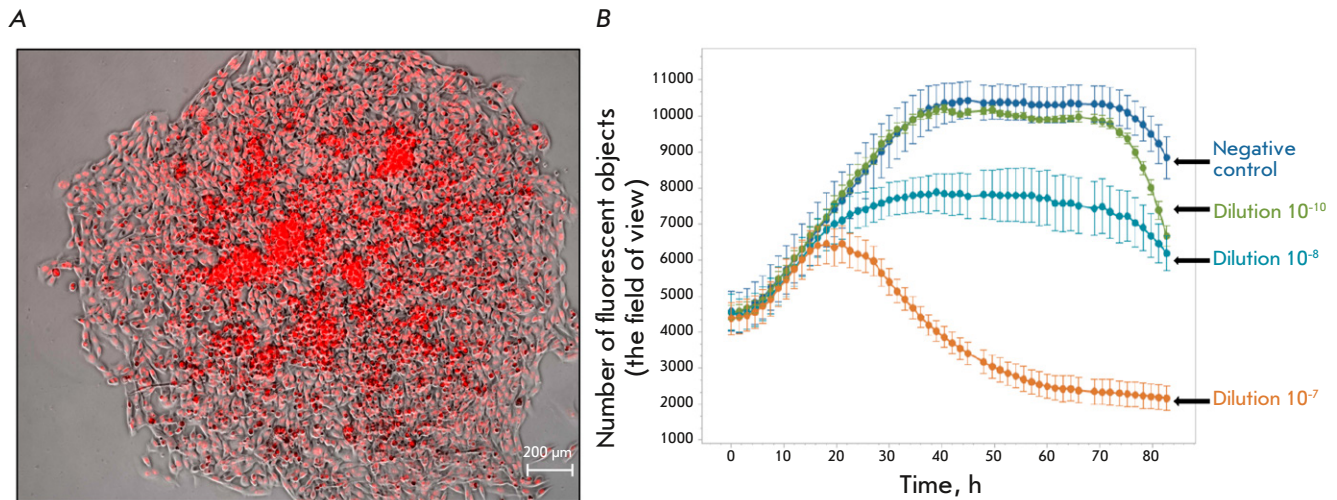 A
200 µm
B
Number of fluorescent objects
(the field of view)
11000
10000
9000
8000
7000
6000
5000
4000
3000
2000
1000
0
10
20
30
40
50
60
70
80
Time, h
Negative
control
Dilution 10⁻¹⁰
Dilution 10⁻⁸
Dilution 10⁻⁷